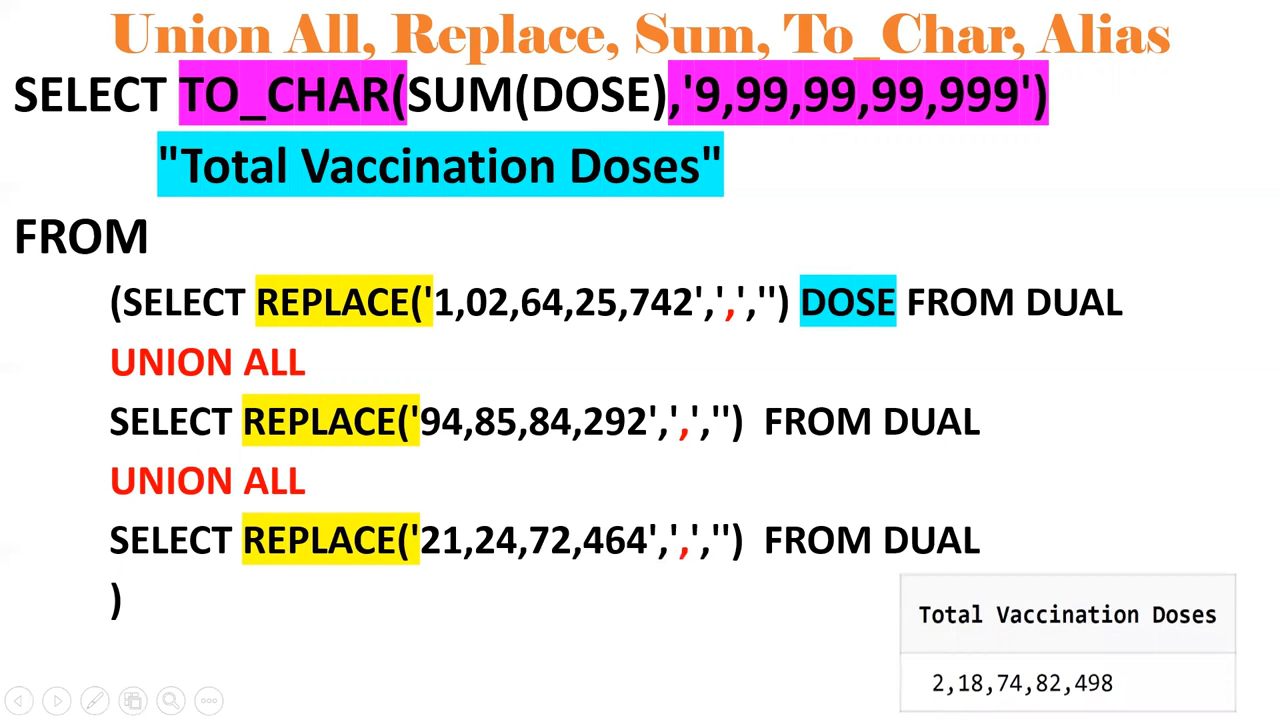 Union All, Replace, Sum, To_Char, Alias
SELECT TO_CHAR(SUM(DOSE),'9,99,99,99,999')
"Total Vaccination Doses"
FROM
(SELECT REPLACE('1,02,64,25,742',',','') DOSE FROM DUAL
UNION ALL
SELECT REPLACE('94,85,84,292',',','') FROM DUAL
UNION ALL
SELECT REPLACE('21,24,72,464',',','') FROM DUAL
)
Total Vaccination Doses
2,18,74,82,498